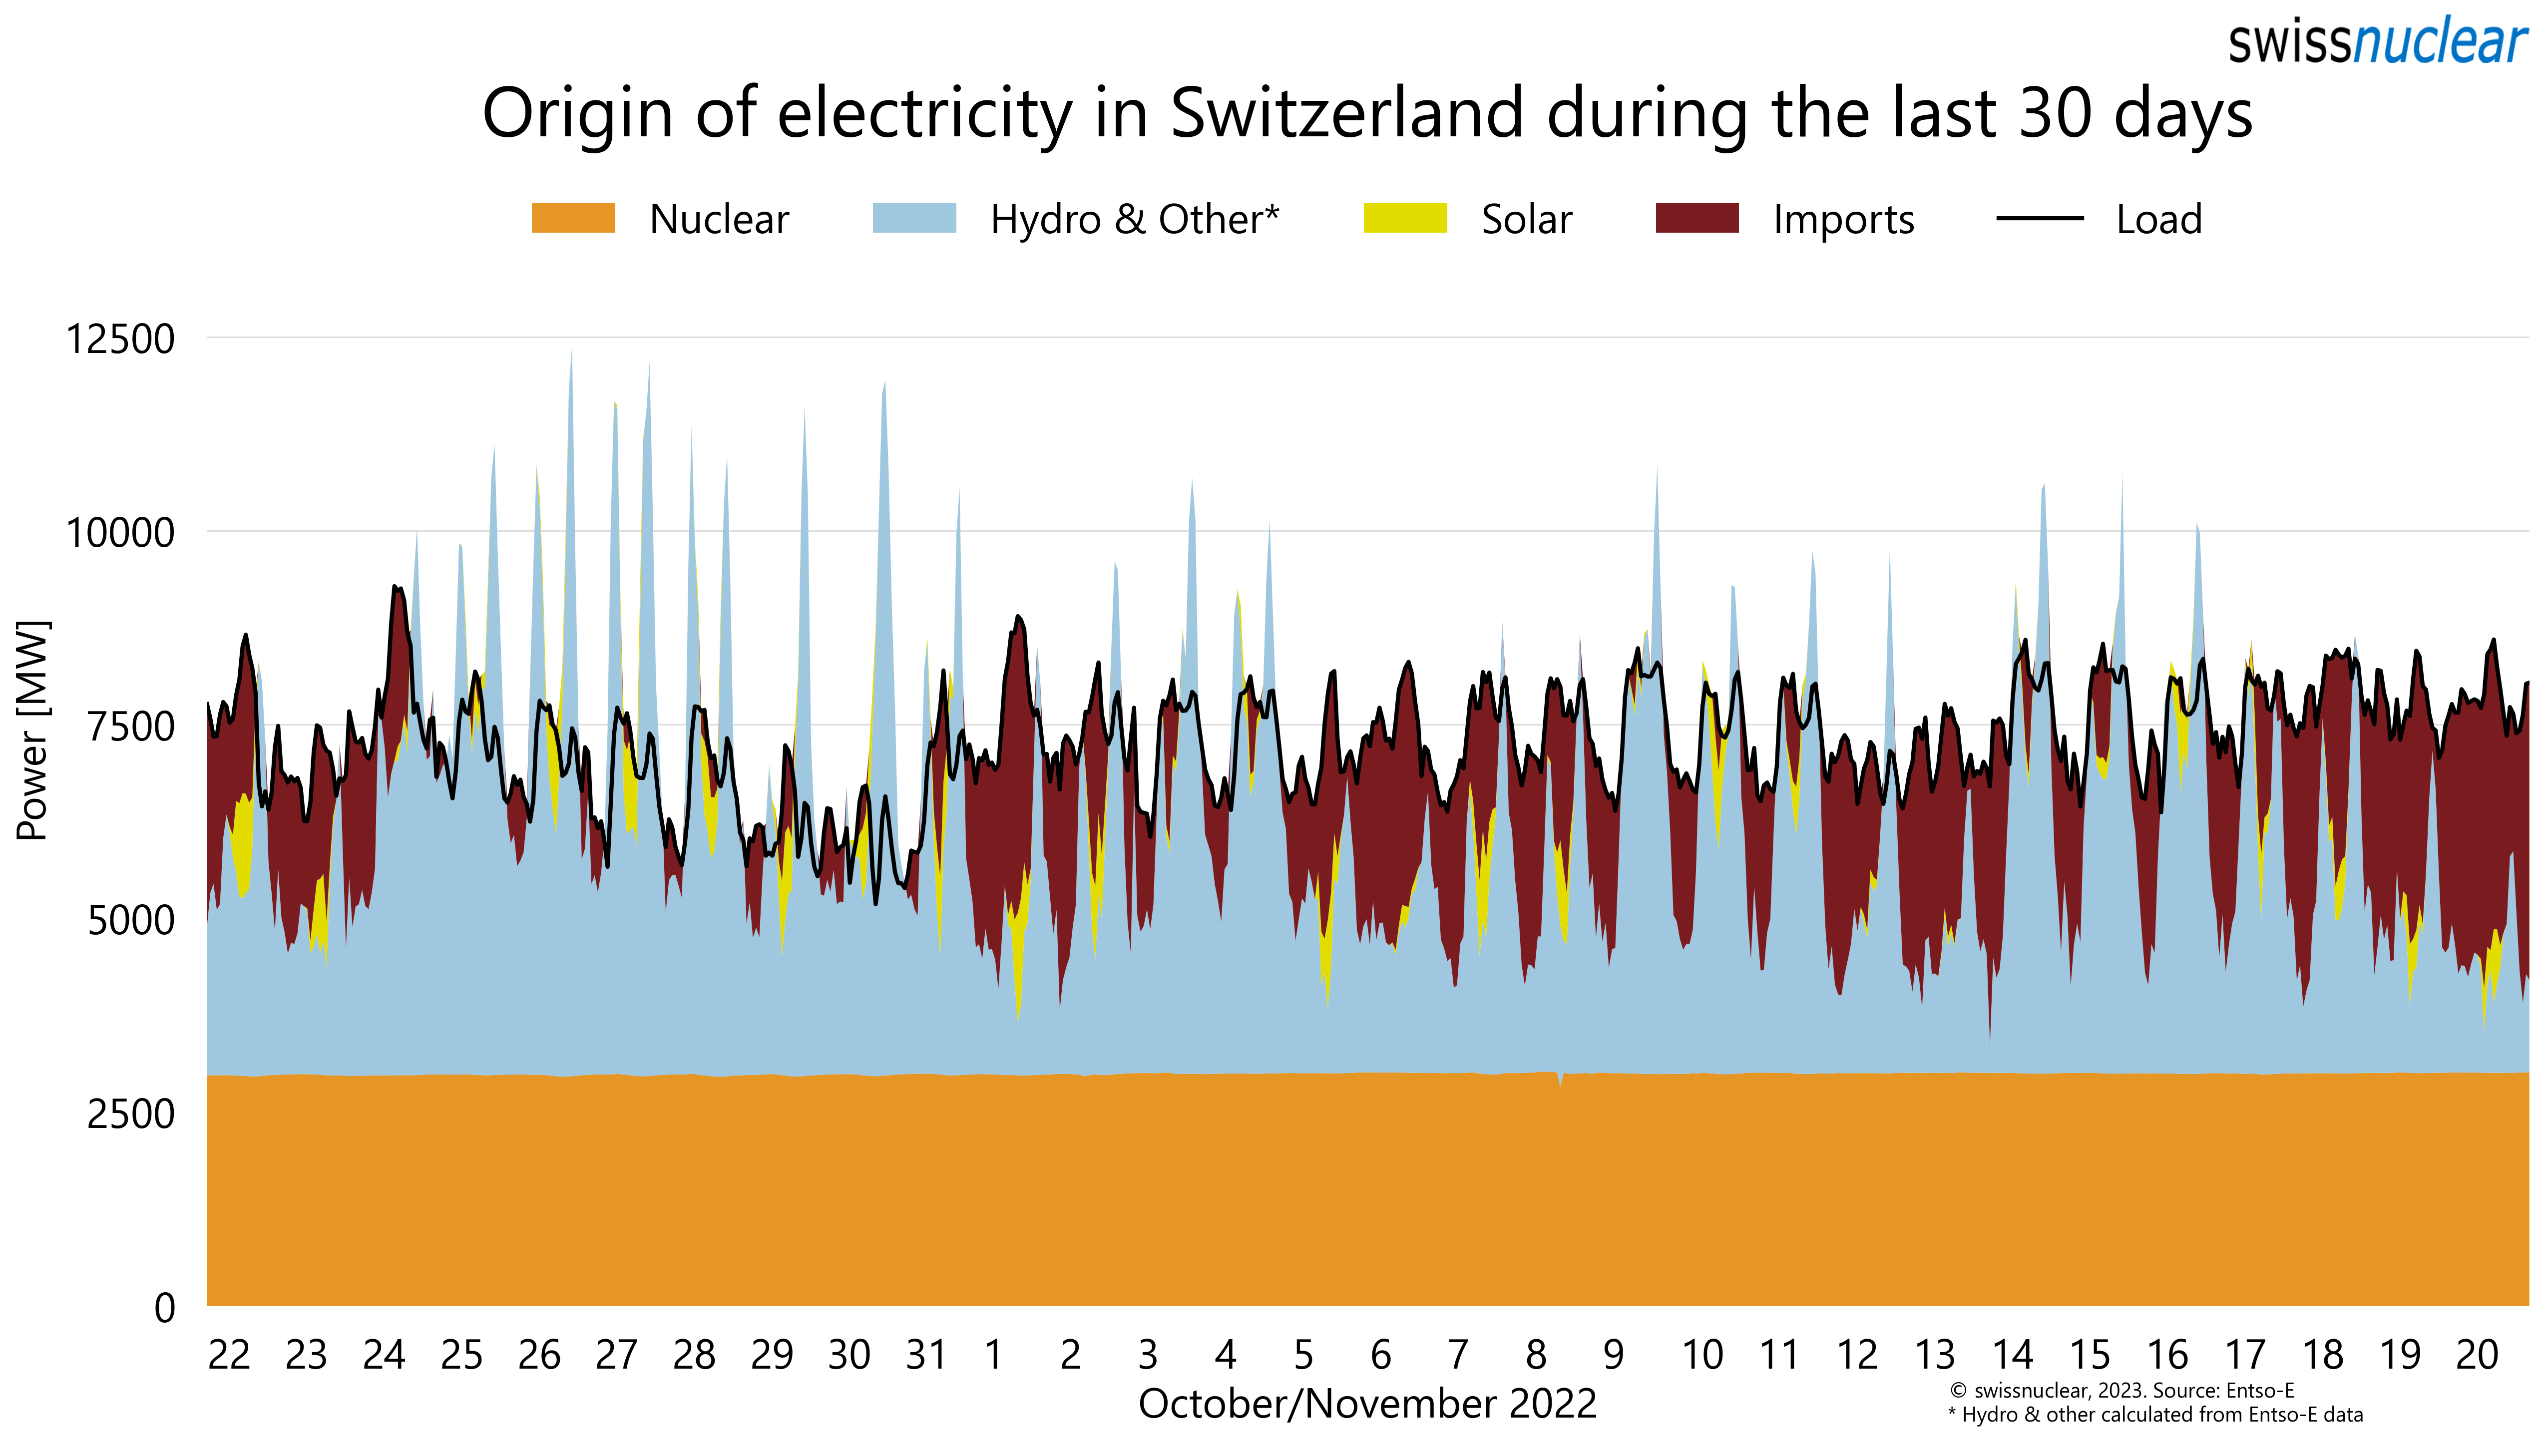 swissnuclear
Origin of electricity in Switzerland during the last 30 days
Nuclear Hydro & Other* Solar Imports Load
12500
10000
7500
5000
2500
0
Power [MW]
22 23 24 25 26 27 28 29 30 31 1 2 3 4 5 6 7 8 9 10 11 12 13 14 15 16 17 18 19 20
October/November 2022
© swissnuclear, 2023. Source: Entso-E
* Hydro & other calculated from Entso-E data